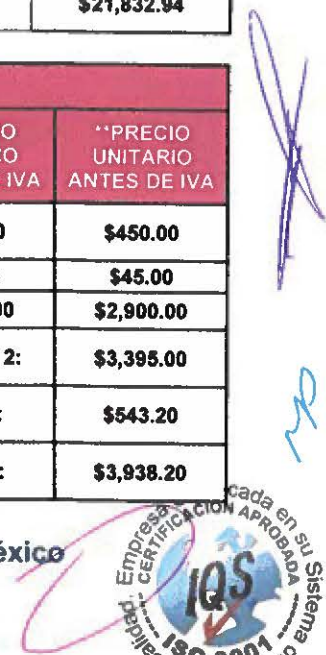 $21,832.94
IVA
**PRECIO
UNITARIO
ANTES DE IVA
$450.00
$45.00
00 $2,900.00
2: $3,395.00
: $543.20
: $3,938.20
éxico
Empresa cada en su Sistema
CERTIFICACIÓN APROBADA
IQS